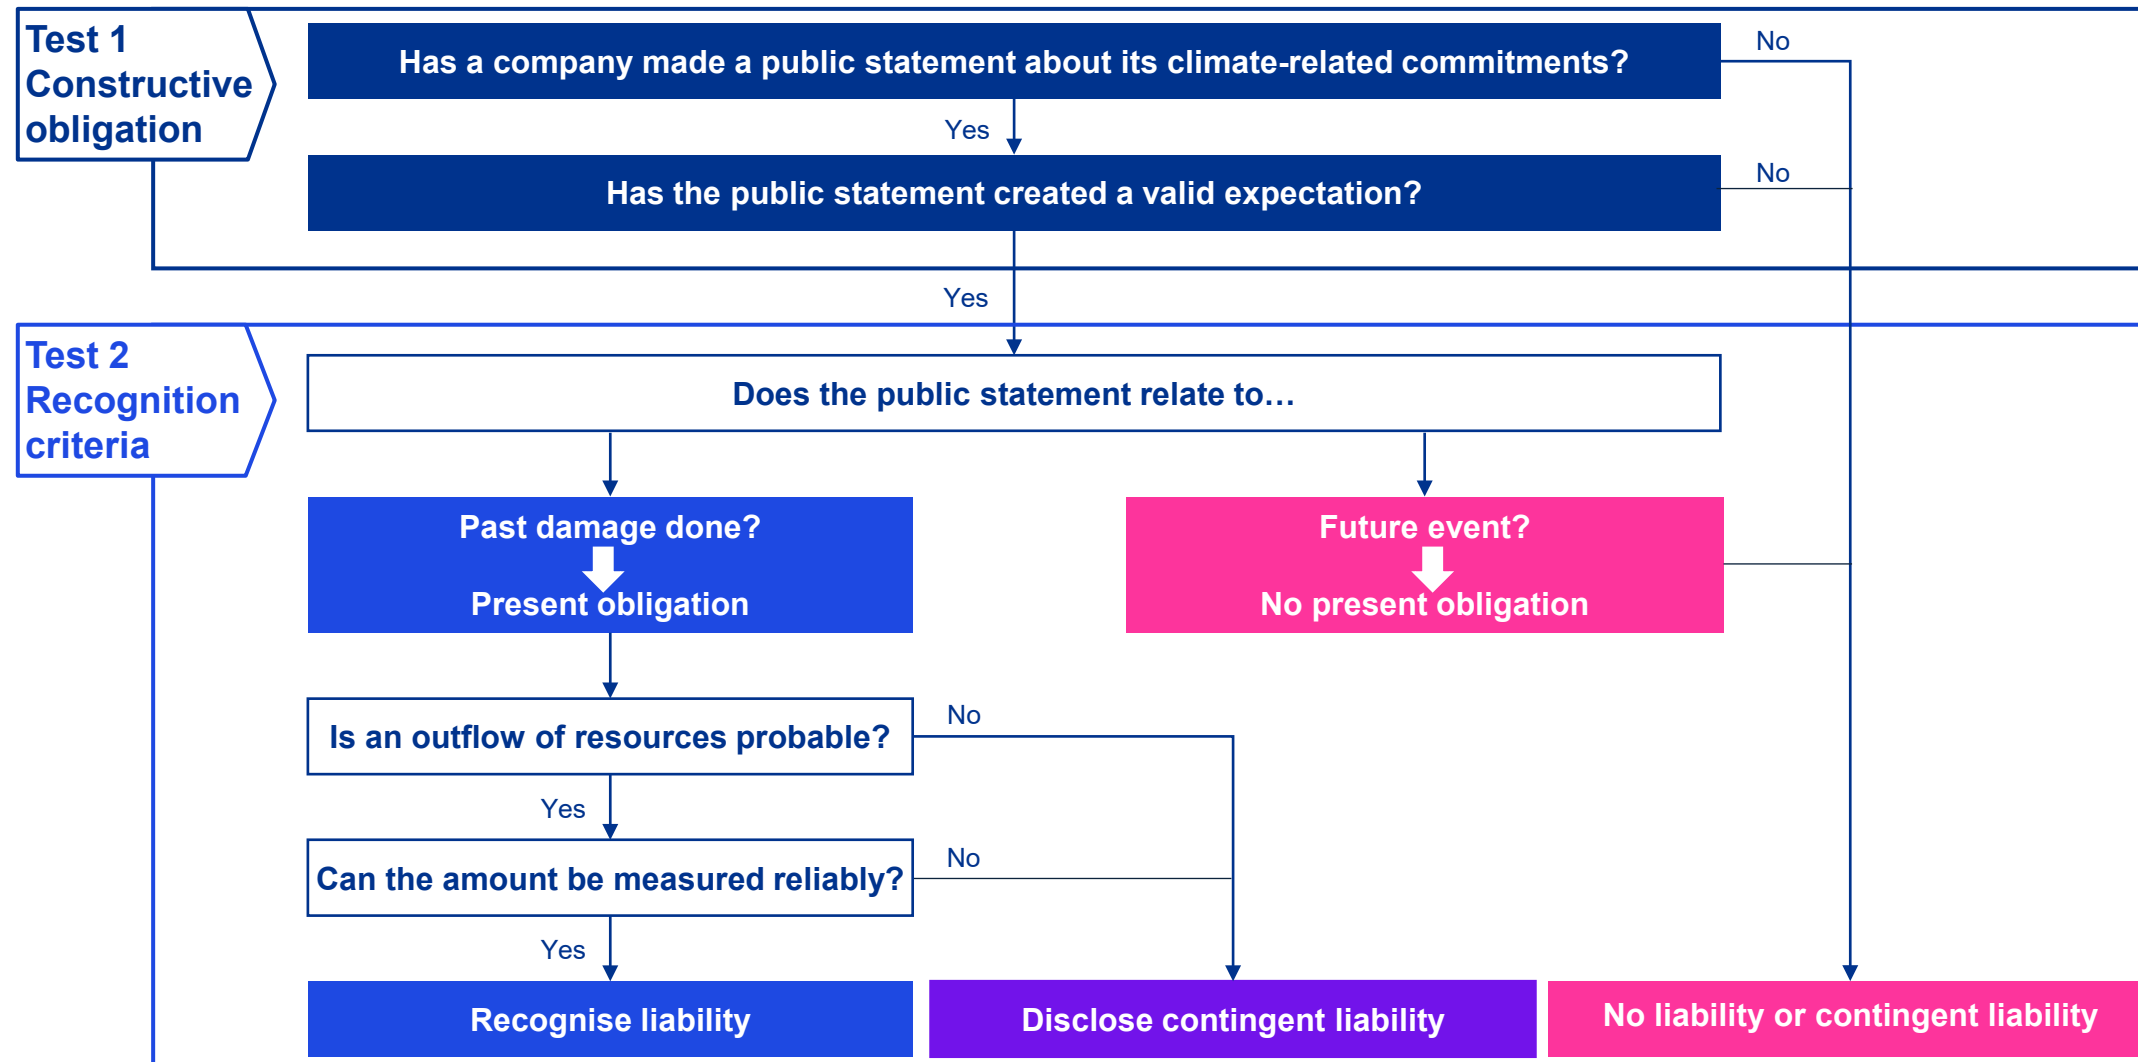 Test 1
Constructive
obligation
Has a company made a public statement about its climate-related commitments?
No
Yes
Has the public statement created a valid expectation?
No
Yes
Test 2
Recognition
criteria
Does the public statement relate to…
Past damage done?
Present obligation
Future event?
No present obligation
Is an outflow of resources probable?
No
Yes
Can the amount be measured reliably?
No
Yes
Recognise liability
Disclose contingent liability
No liability or contingent liability